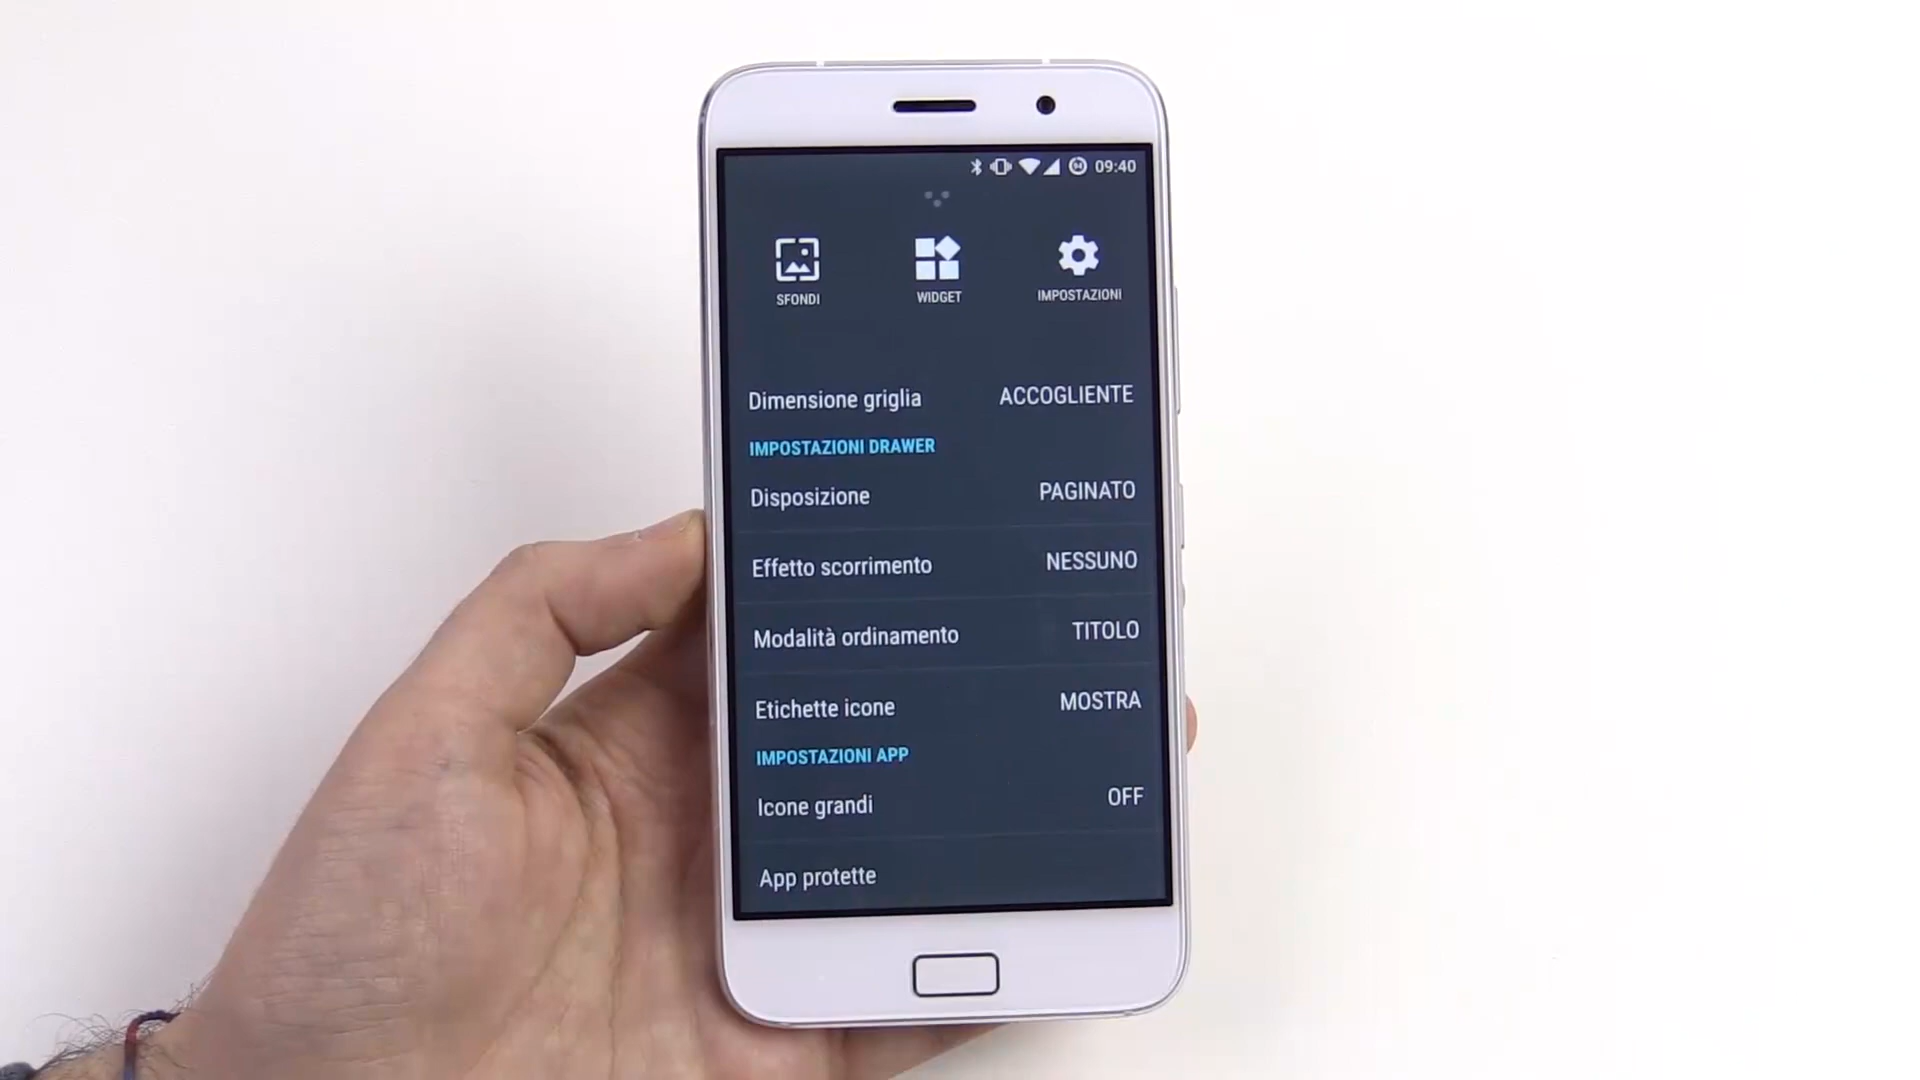 09:40
SFONDI WIDGET IMPOSTAZIONI
Dimensione griglia ACCOGLIENTE
IMPOSTAZIONI DRAWER
Disposizione PAGINATO
Effetto scorrimento NESSUNO
Modalità ordinamento TITOLO
Etichette icone MOSTRA
IMPOSTAZIONI APP
Icone grandi OFF
App protette